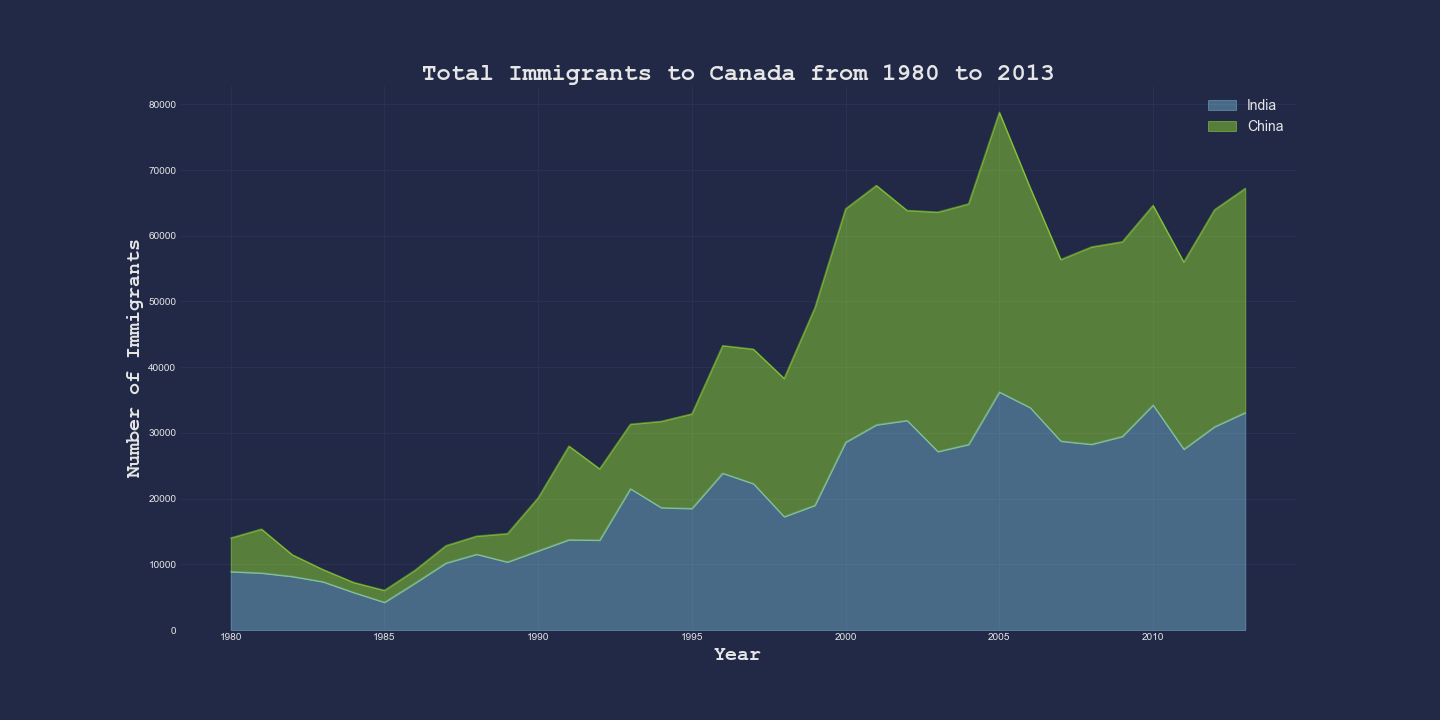 Total Immigrants to Canada from 1980 to 2013
India
China
Number of Immigrants
80000
70000
60000
50000
40000
30000
20000
10000
0
1980 1985 1990 1995 2000 2005 2010
Year